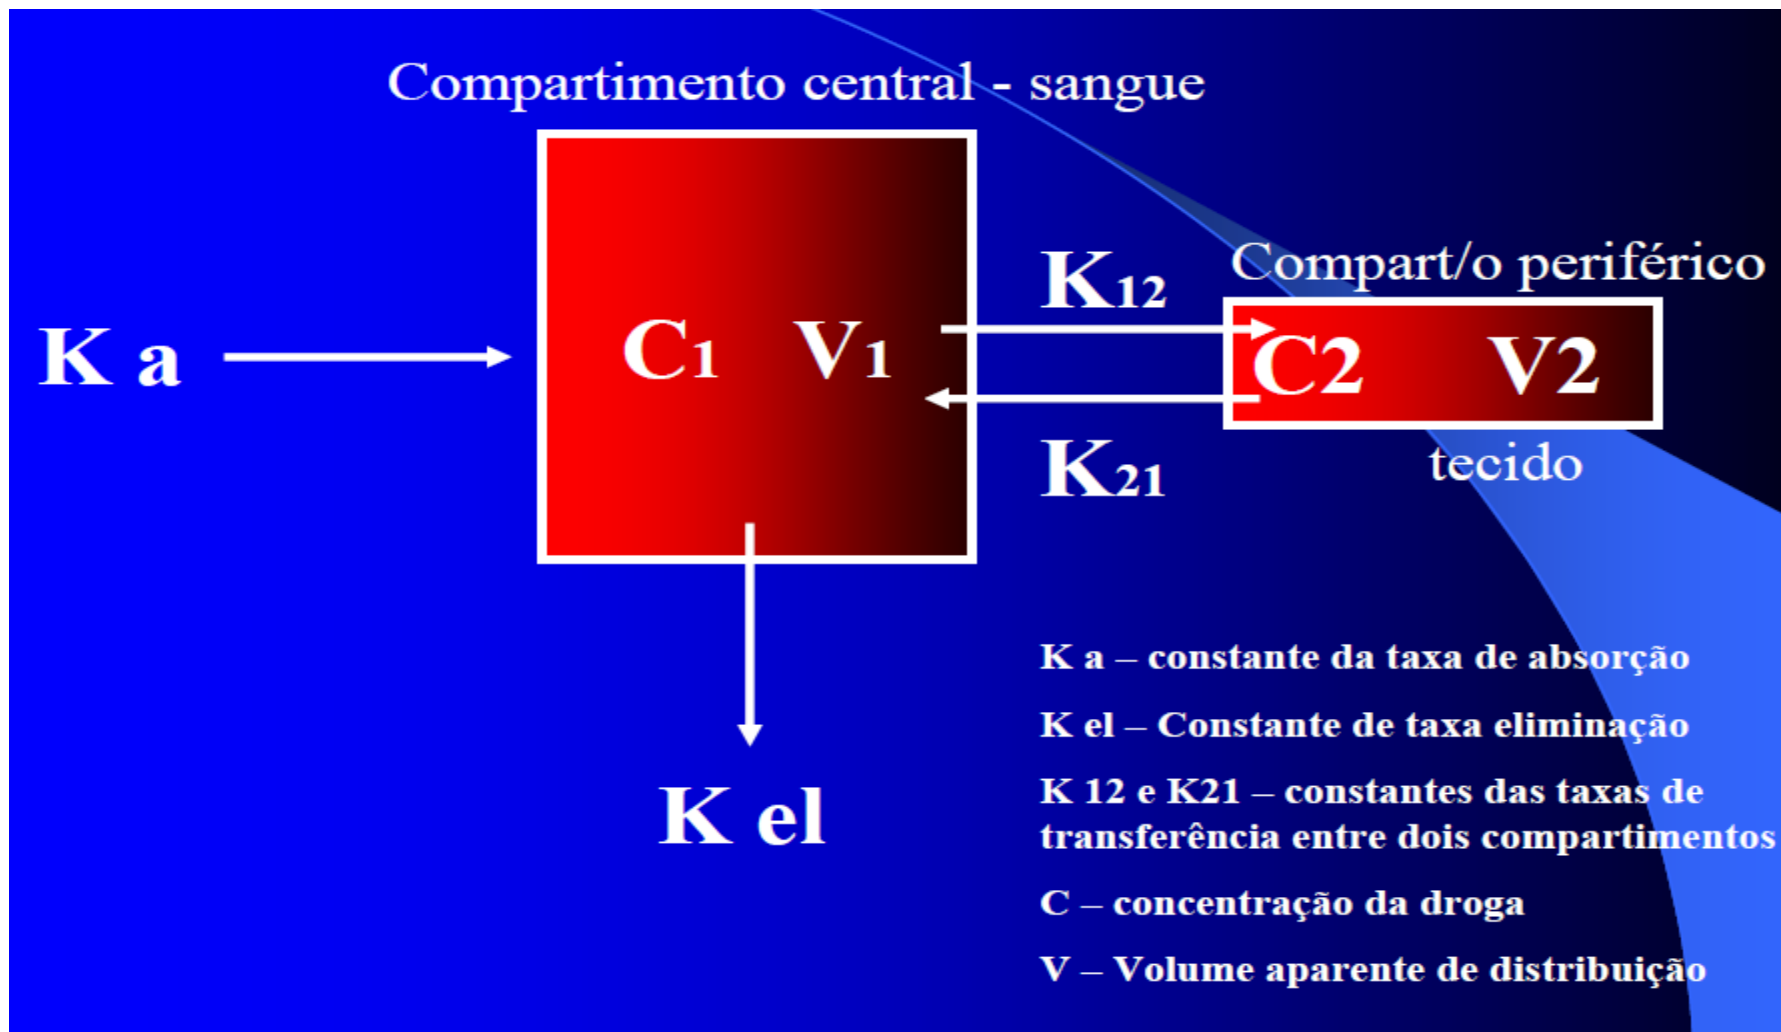 Compartimento central - sangue
K12
Compart/o periférico
K a
C1 V1
C2 V2
K21
tecido
K el
K a – constante da taxa de absorção
K el – Constante de taxa eliminação
K 12 e K21 – constantes das taxas de
transferência entre dois compartimentos
C – concentração da droga
V – Volume aparente de distribuição